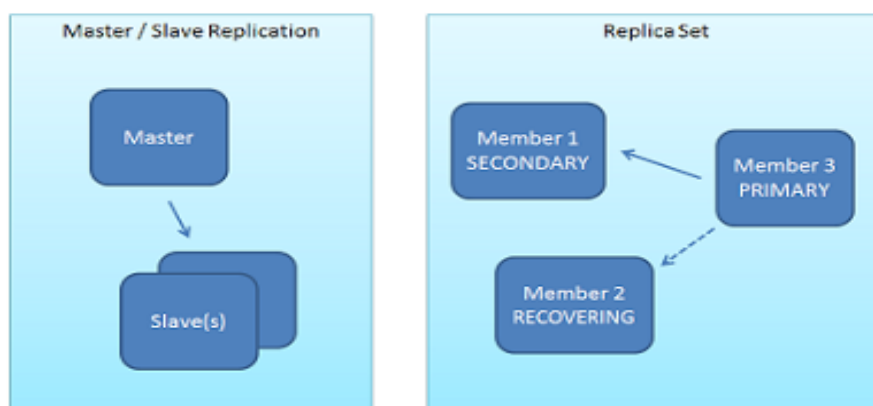 Master / Slave Replication
Master
Slave(s)
Replica Set
Member 1
SECONDARY
Member 3
PRIMARY
Member 2
RECOVERING